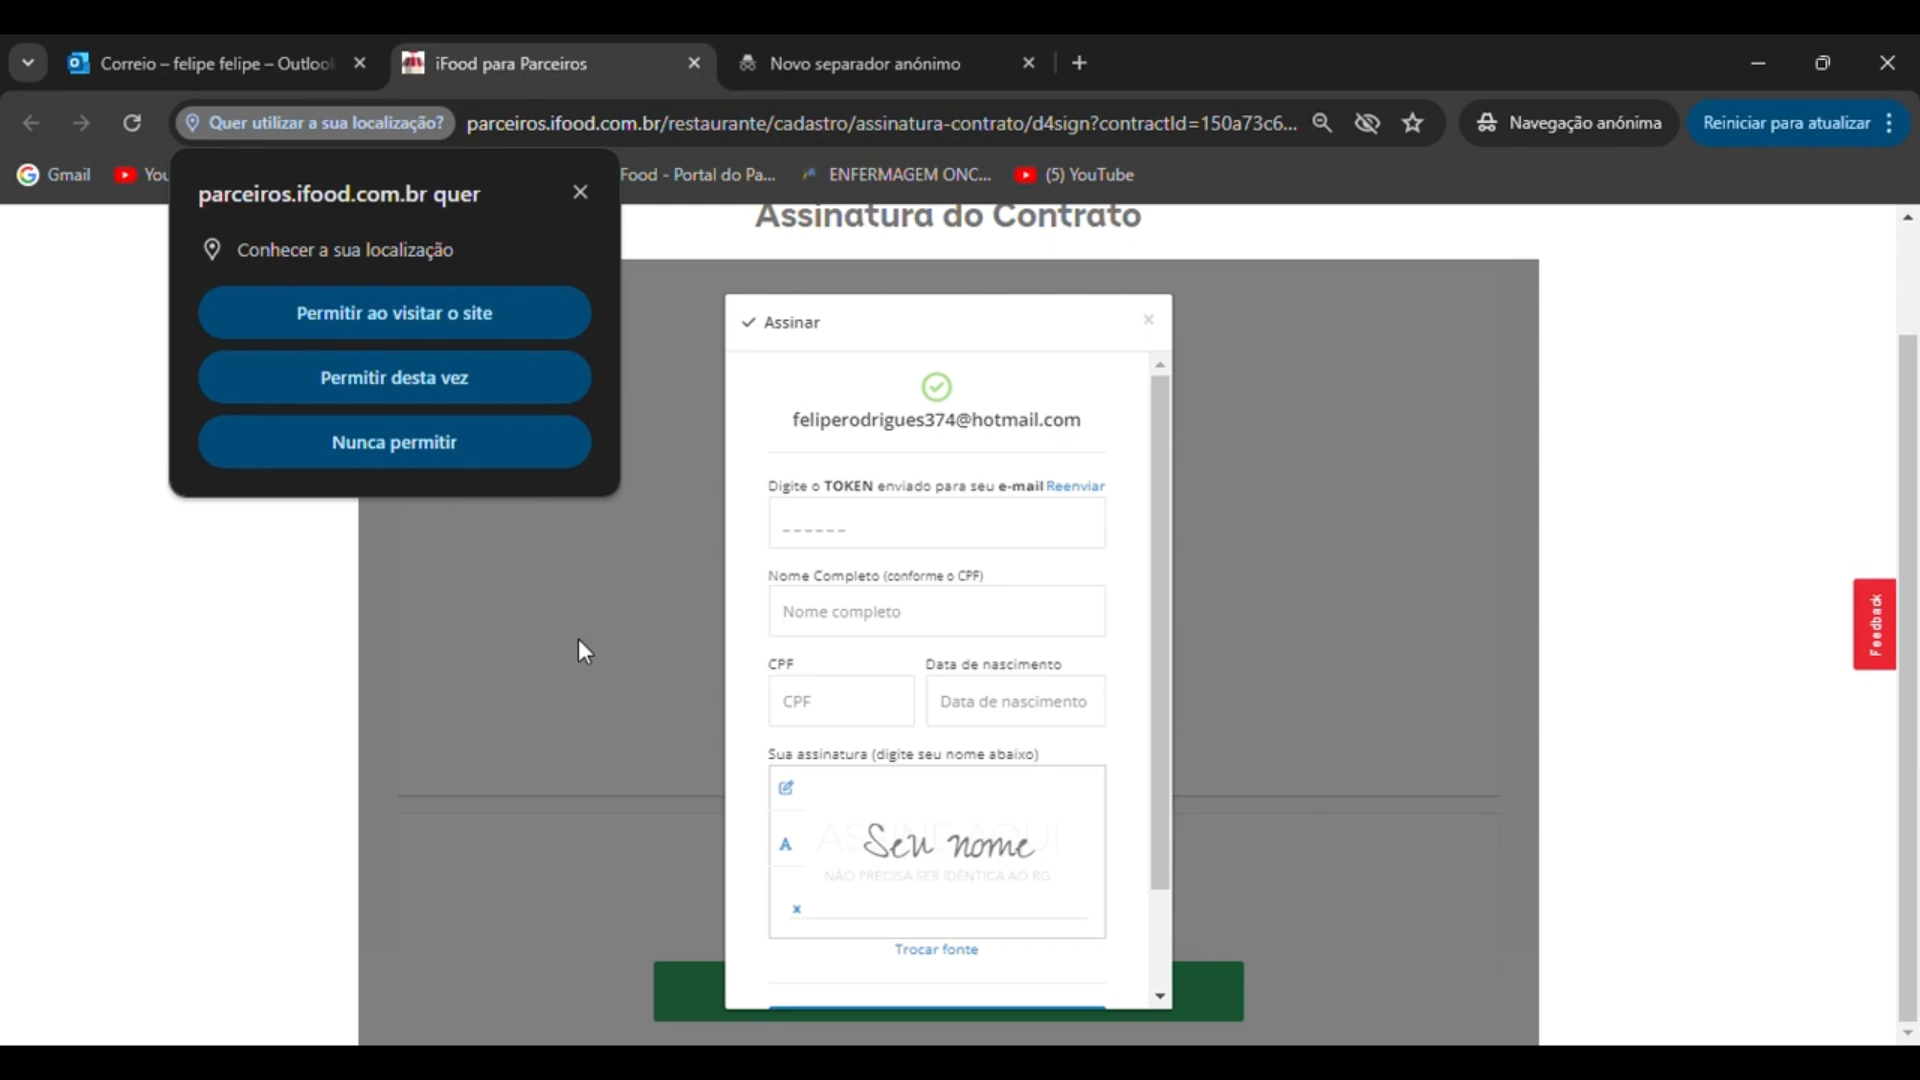 Correio – felipe felipe – Outloo
iFood para Parceiros
Novo separador anónimo
Quer utilizar a sua localização?
parceiros.ifood.com.br/restaurante/cadastro/assinatura-contrato/d4sign?contractId=150a73c6...
Navegação anónima
Reiniciar para atualizar
Gmail
You
Food - Portal do Pa...
ENFERMAGEM ONC...
(5) YouTube
parceiros.ifood.com.br quer
Conhecer a sua localização
Permitir ao visitar o site
Permitir desta vez
Nunca permitir
Assinatura do Contrato
Assinar
feliperodrigues374@hotmail.com
Digite o TOKEN enviado para seu e-mail Reenviar
_ _ _ _ _ _
Nome Completo (conforme o CPF)
Nome completo
CPF
Data de nascimento
CPF
Data de nascimento
Sua assinatura (digite seu nome abaixo)
A
ASSINE AQUI
Seu nome
NÃO PRECISA SER IDÊNTICA AO RG
x
Trocar fonte
Feedback